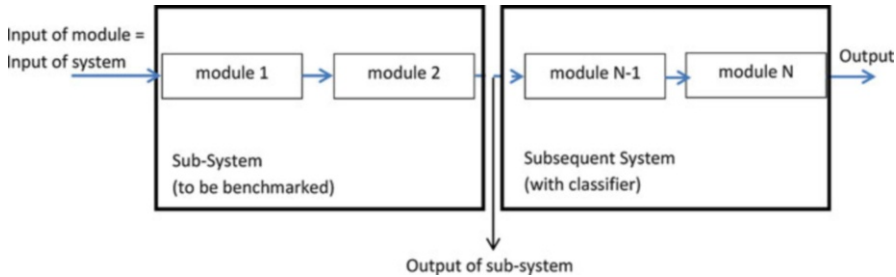 Input of module =
Input of system
module 1
module 2
module N-1
module N
Output
Sub-System
(to be benchmarked)
Subsequent System
(with classifier)
Output of sub-system